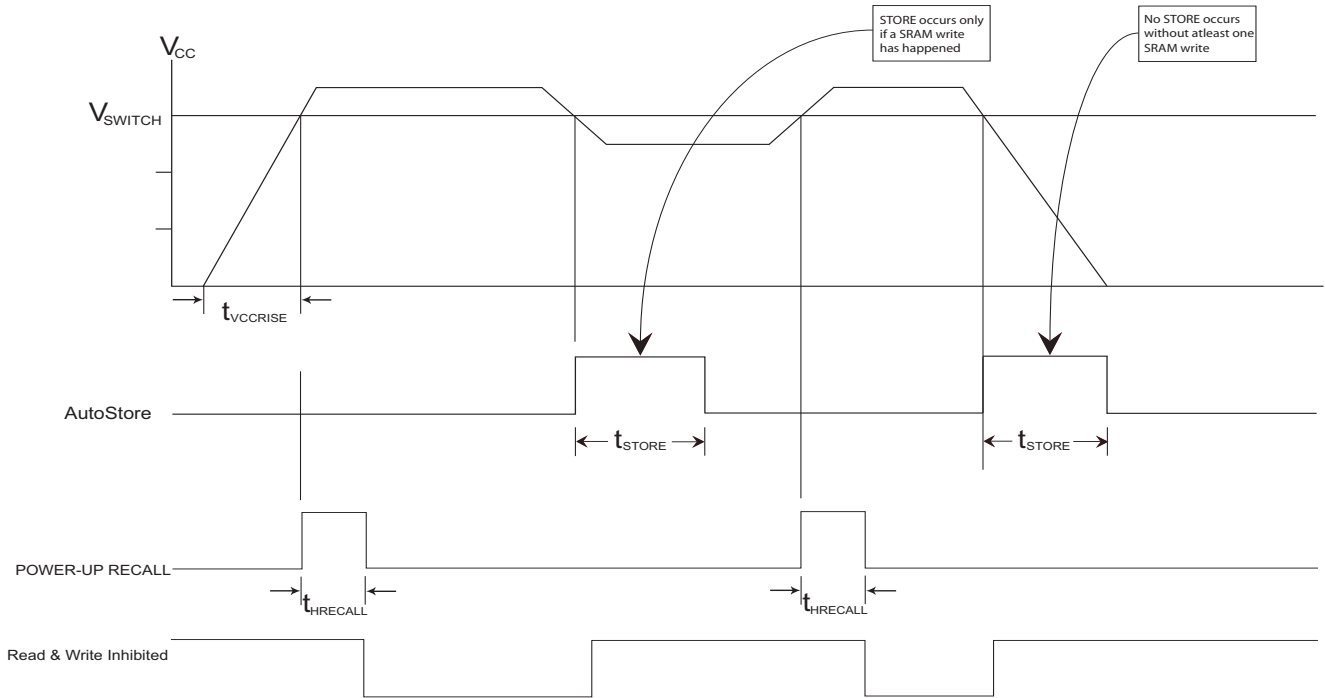 STORE occurs only
if a SRAM write
has happened
No STORE occurs
without atleast one
SRAM write
VCC
VSWITCH
tVCCRISE
AutoStore
tSTORE
tSTORE
POWER-UP RECALL
tHRECALL
tHRECALL
Read & Write Inhibited